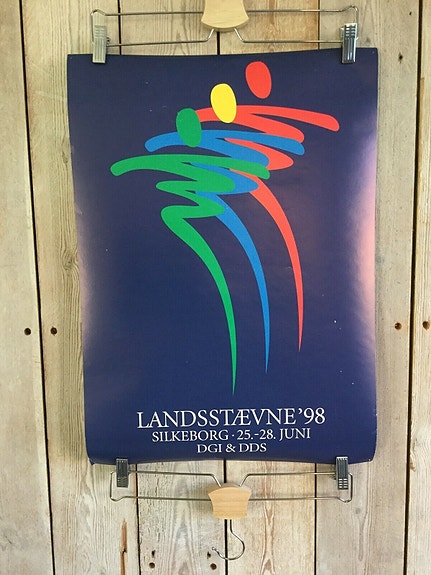 LANDSSTÆVNE'98
SILKEBORG · 25.-28. JUNI
DGI & DDS